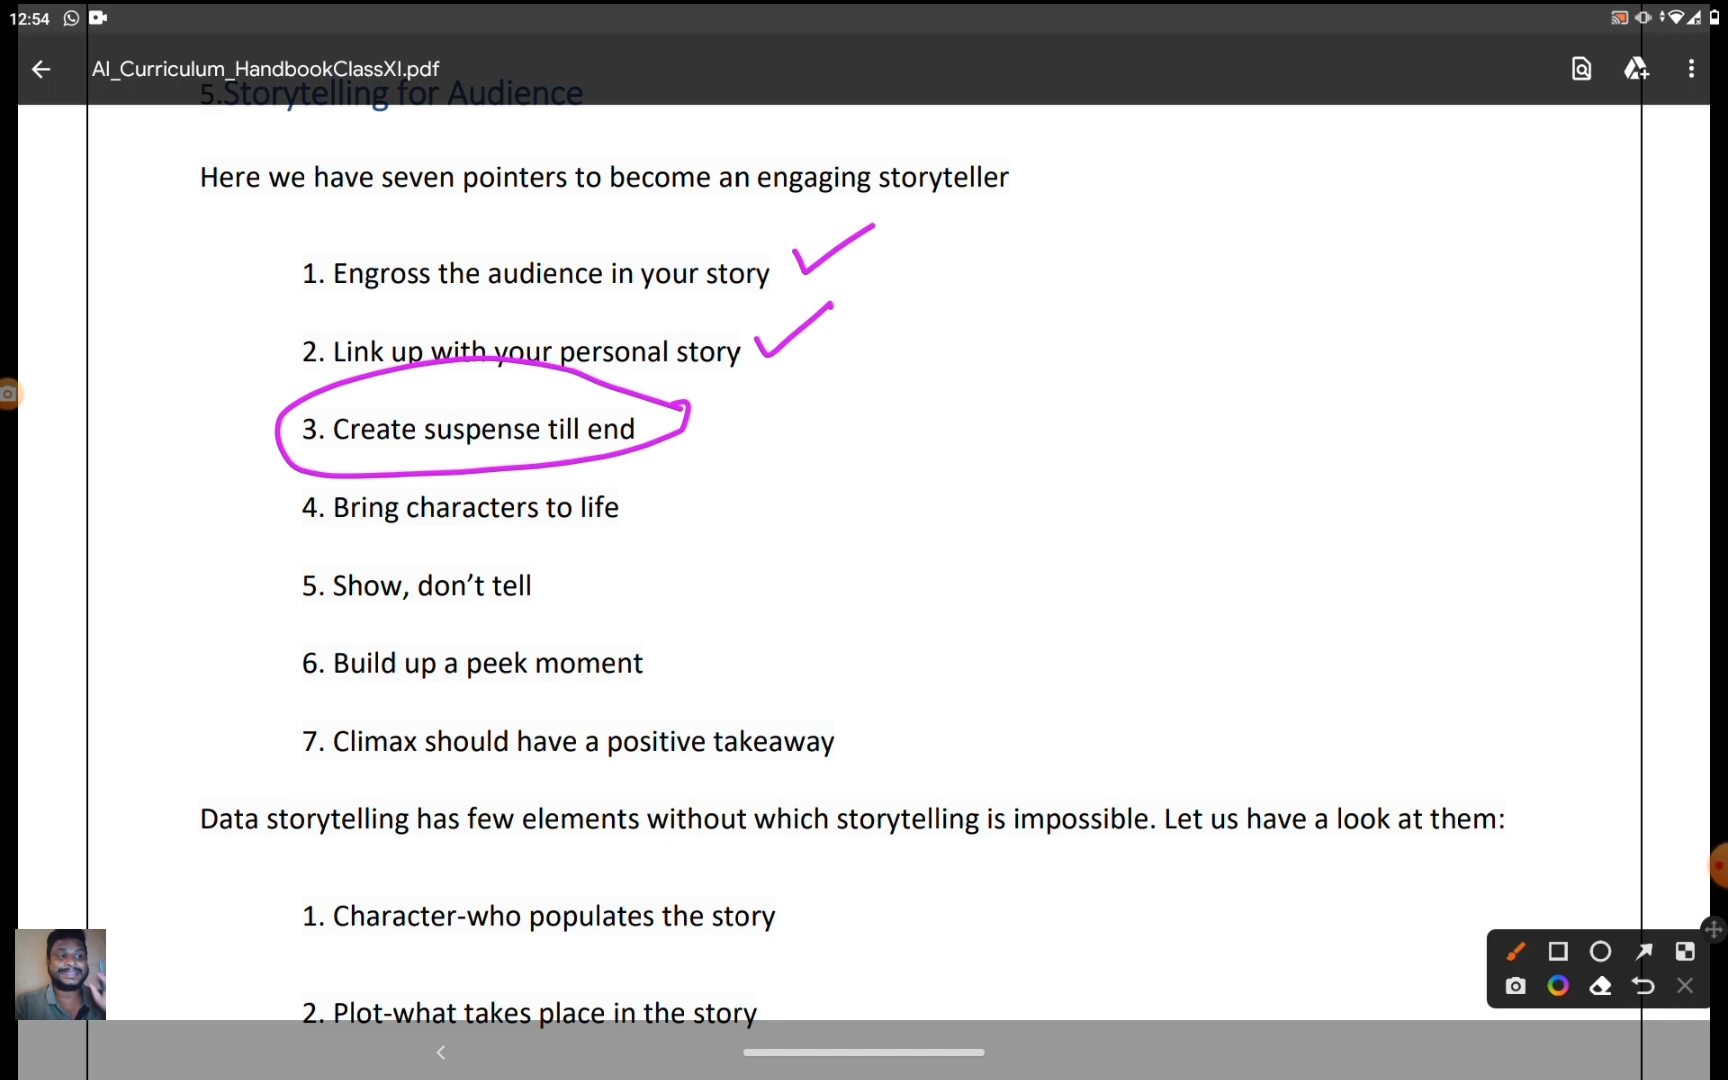 12:54
AI_Curriculum_HandbookClassXI.pdf
5.Storytelling for Audience
Here we have seven pointers to become an engaging storyteller
1. Engross the audience in your story
2. Link up with your personal story
3. Create suspense till end
4. Bring characters to life
5. Show, don’t tell
6. Build up a peek moment
7. Climax should have a positive takeaway
Data storytelling has few elements without which storytelling is impossible. Let us have a look at them:
1. Character-who populates the story
2. Plot-what takes place in the story